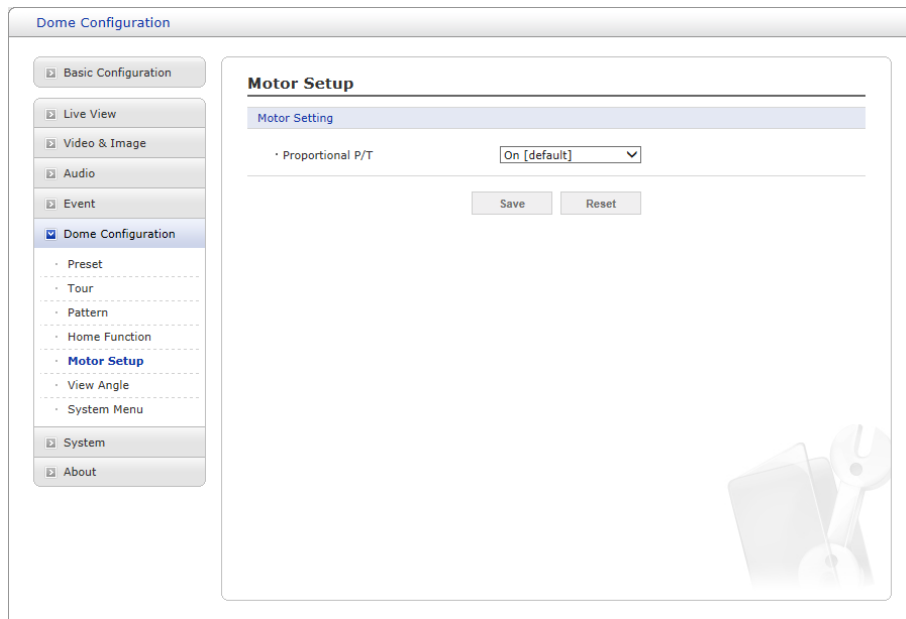 Dome Configuration
Basic Configuration
Live View
Video & Image
Audio
Event
Dome Configuration
· Preset
· Tour
· Pattern
· Home Function
· Motor Setup
· View Angle
· System Menu
System
About
Motor Setup
Motor Setting
· Proportional P/T On [default]
Save Reset